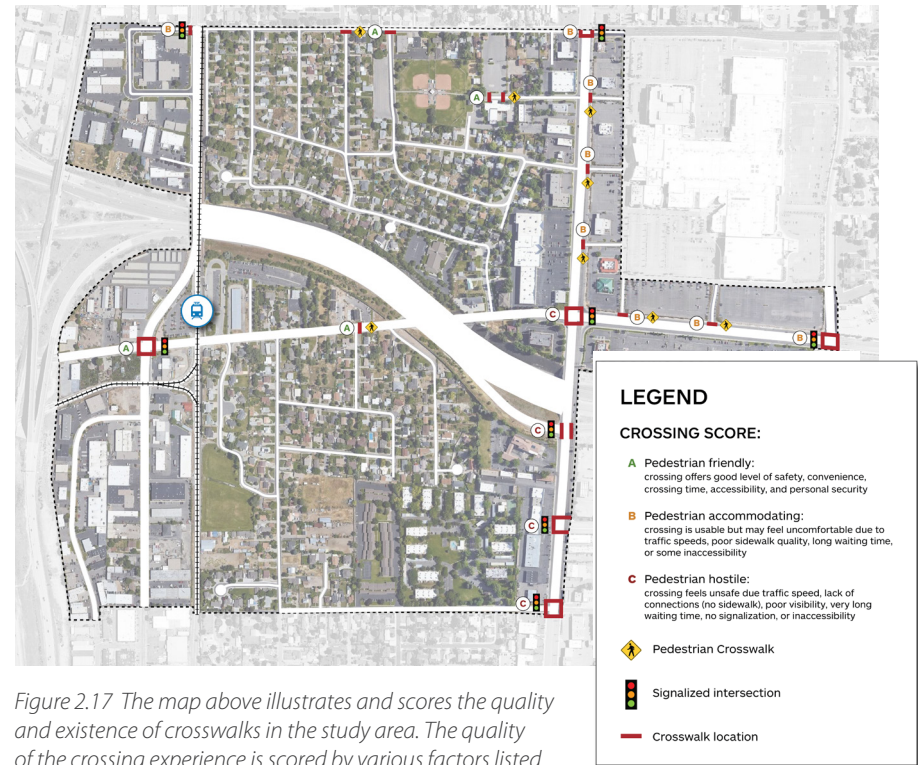 B
A
B
A
B
B
B
C
B
B
B
A
A
C
C
C
LEGEND
CROSSING SCORE:
A Pedestrian friendly:
crossing offers good level of safety, convenience,
crossing time, accessibility, and personal security
B Pedestrian accommodating:
crossing is usable but may feel uncomfortable due to
traffic speeds, poor sidewalk quality, long waiting time,
or some inaccessibility
C Pedestrian hostile:
crossing feels unsafe due traffic speed, lack of
connections (no sidewalk), poor visibility, very long
waiting time, no signalization, or inaccessibility
Pedestrian Crosswalk
Signalized intersection
Crosswalk location
Figure 2.17 The map above illustrates and scores the quality
and existence of crosswalks in the study area. The quality
of the crossing experience is scored by various factors listed